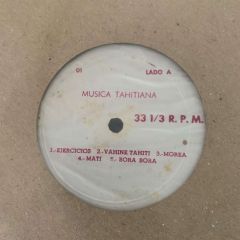 01 LADO A
MUSICA TAHITIANA
33 1/3 R. P. M.
1.-EJERCICIOS 2.-VAHINE TAHITI 3.-MOREA
4.-MATI 5.- BORA BORA